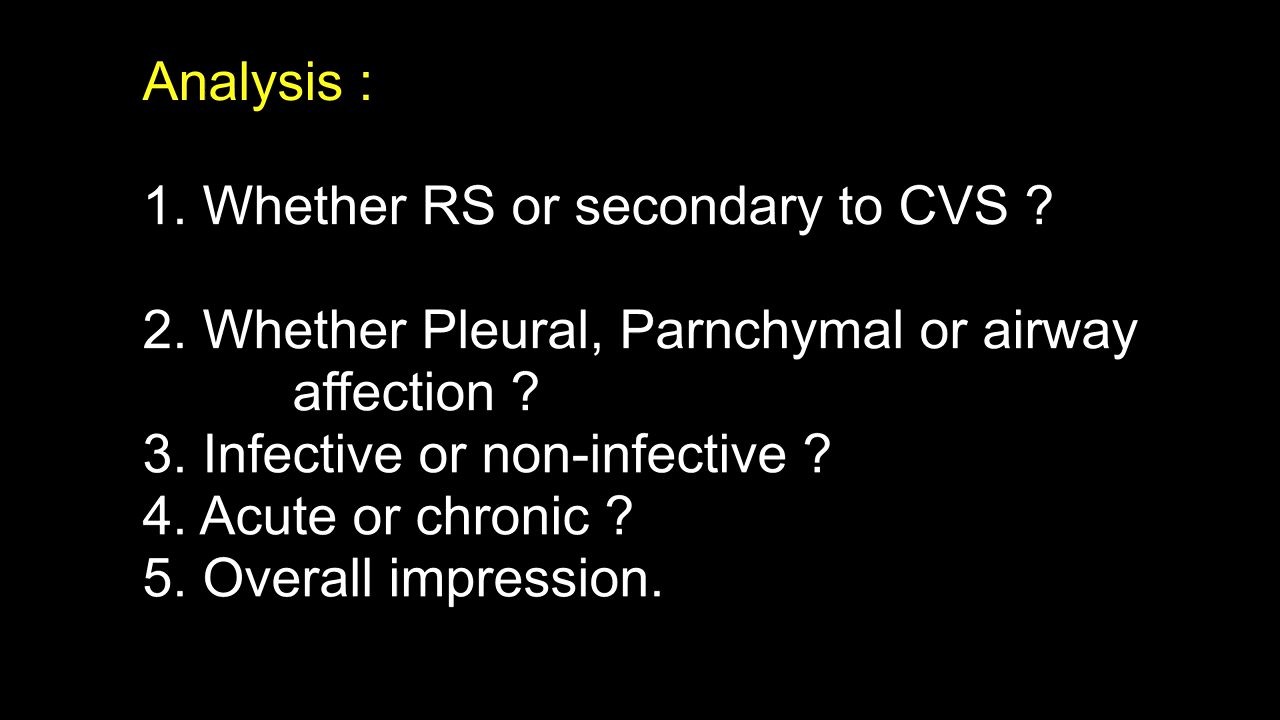 Analysis :
1. Whether RS or secondary to CVS ?
2. Whether Pleural, Parnchymal or airway
affection ?
3. Infective or non-infective ?
4. Acute or chronic ?
5. Overall impression.